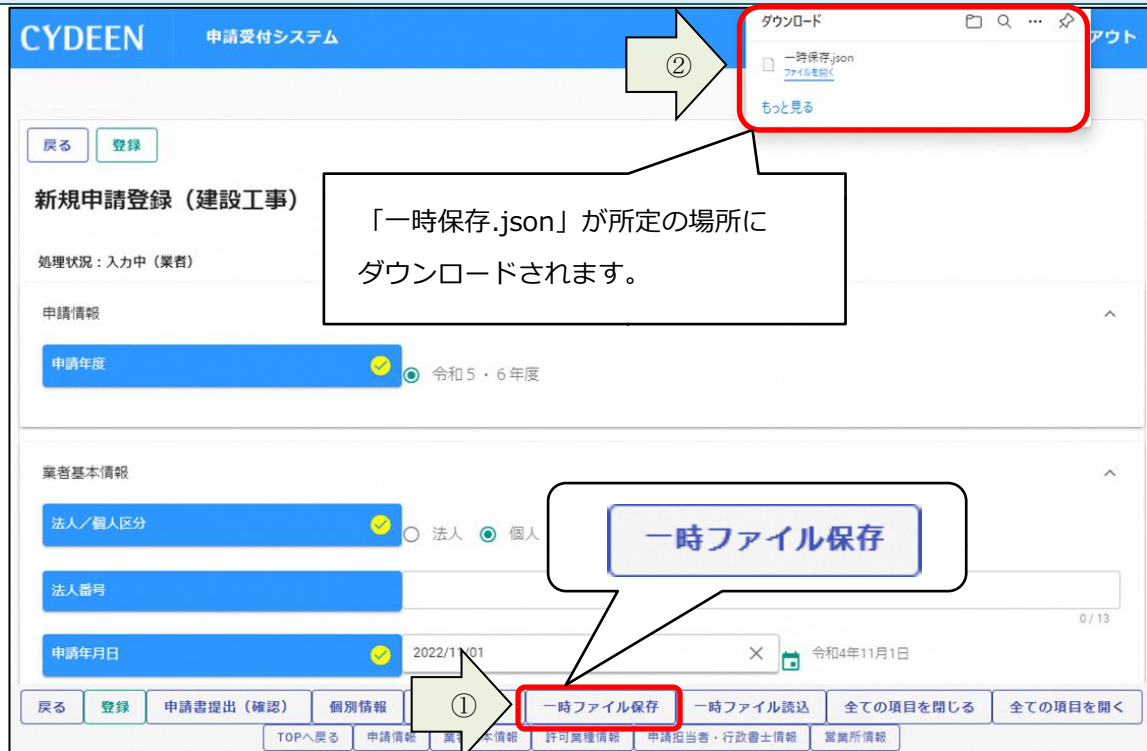 CYDEEN
申請受付システム
ダウンロード
アウト
②
一時保存.json
ファイルを開く
もっと見る
戻る
登録
新規申請登録（建設工事）
「一時保存.json」が所定の場所に
ダウンロードされます。
処理状況：入力中（業者）
申請情報
申請年度
令和５・６年度
業者基本情報
法人／個人区分
法人
個人
一時ファイル保存
法人番号
0 / 13
申請年月日
2022/11/01
令和4年11月1日
①
戻る
登録
申請書提出（確認）
個別情報
一時ファイル保存
一時ファイル読込
全ての項目を閉じる
全ての項目を開く
TOPへ戻る
申請情報
業者基本情報
許可業種情報
申請担当者・行政書士情報
営業所情報